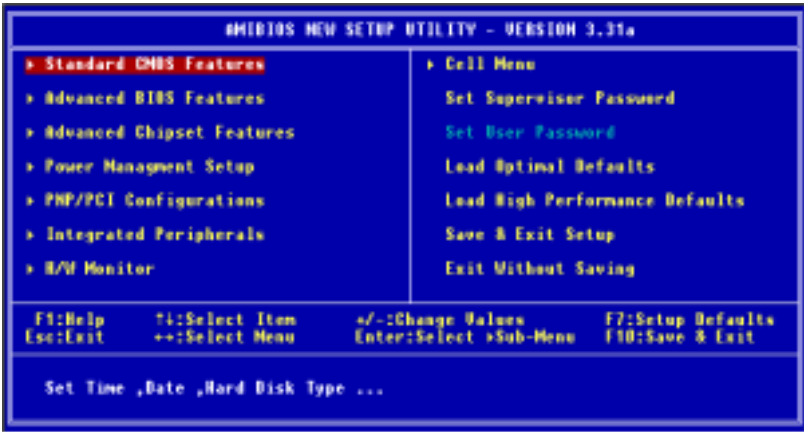 AMIBIOS NEW SETUP UTILITY - VERSION 3.31a
▸ Standard CMOS Features
▸ Advanced BIOS Features
▸ Advanced Chipset Features
▸ Power Managment Setup
▸ PNP/PCI Configurations
▸ Integrated Peripherals
▸ H/W Monitor
▸ Cell Menu
Set Supervisor Password
Set User Password
Load Optimal Defaults
Load High Performance Defaults
Save & Exit Setup
Exit Without Saving
F1:Help ↑↓:Select Item +/-:Change Values F7:Setup Defaults
Esc:Exit ←→:Select Menu Enter:Select ▸Sub-Menu F10:Save & Exit
Set Time ,Date ,Hard Disk Type ...